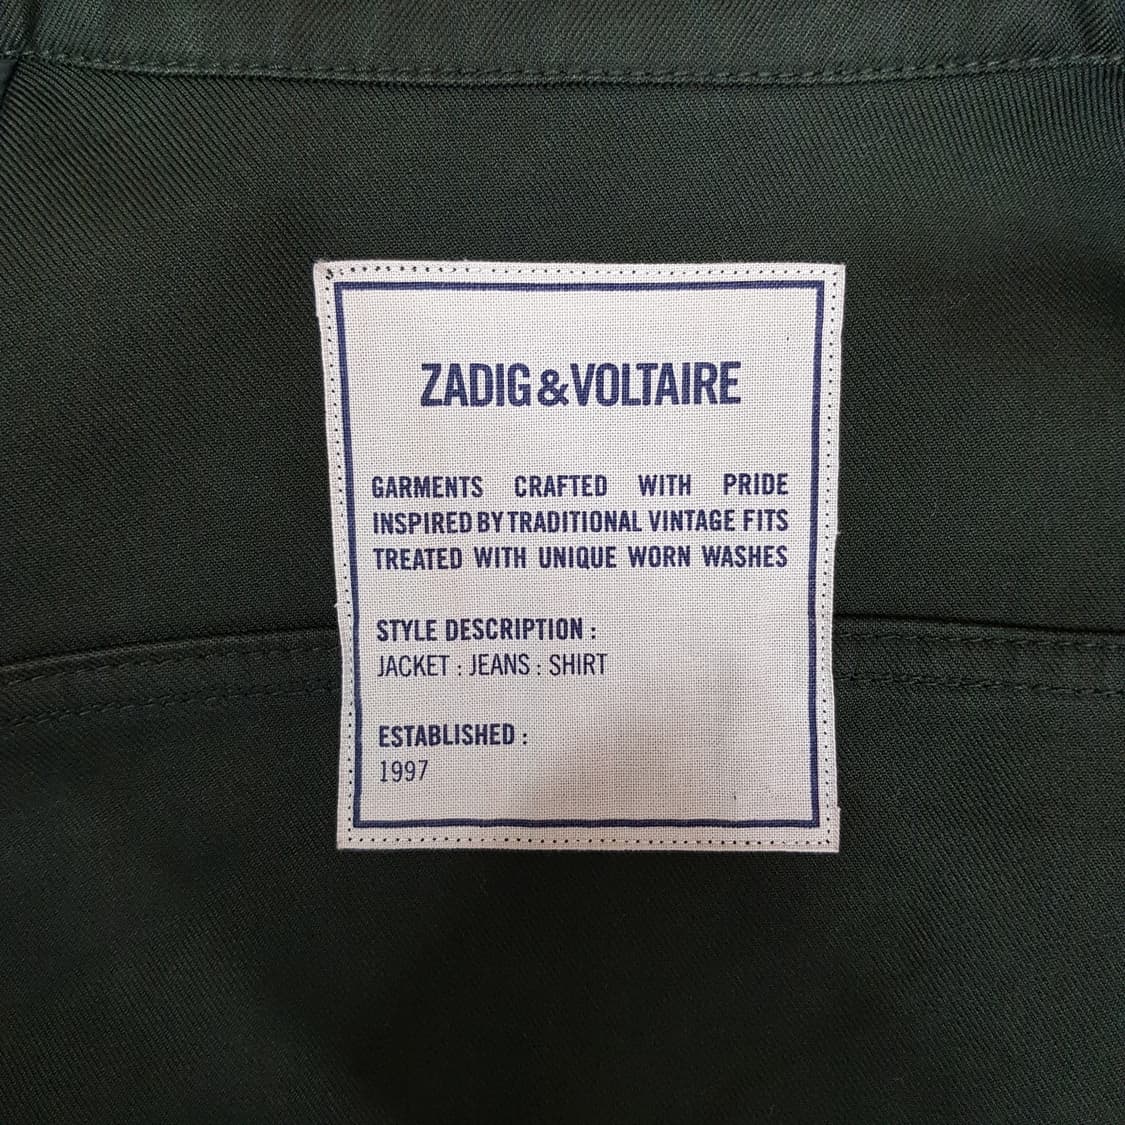 ZADIG&VOLTAIRE
GARMENTS CRAFTED WITH PRIDE
INSPIRED BY TRADITIONAL VINTAGE FITS
TREATED WITH UNIQUE WORN WASHES
STYLE DESCRIPTION :
JACKET : JEANS : SHIRT
ESTABLISHED :
1997